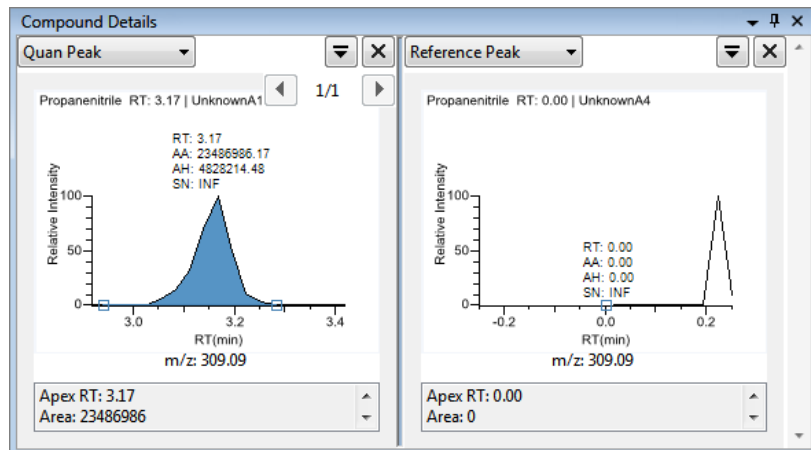 Compound Details
Quan Peak
1/1
Propanenitrile RT: 3.17 | UnknownA1
RT: 3.17
AA: 23486986.17
AH: 4828214.48
SN: INF
Relative Intensity
100
50
0
3.0 3.2 3.4
RT(min)
m/z: 309.09
Apex RT: 3.17
Area: 23486986
Reference Peak
Propanenitrile RT: 0.00 | UnknownA4
RT: 0.00
AA: 0.00
AH: 0.00
SN: INF
Relative Intensity
100
50
0
-0.2 0.0 0.2
RT(min)
m/z: 309.09
Apex RT: 0.00
Area: 0